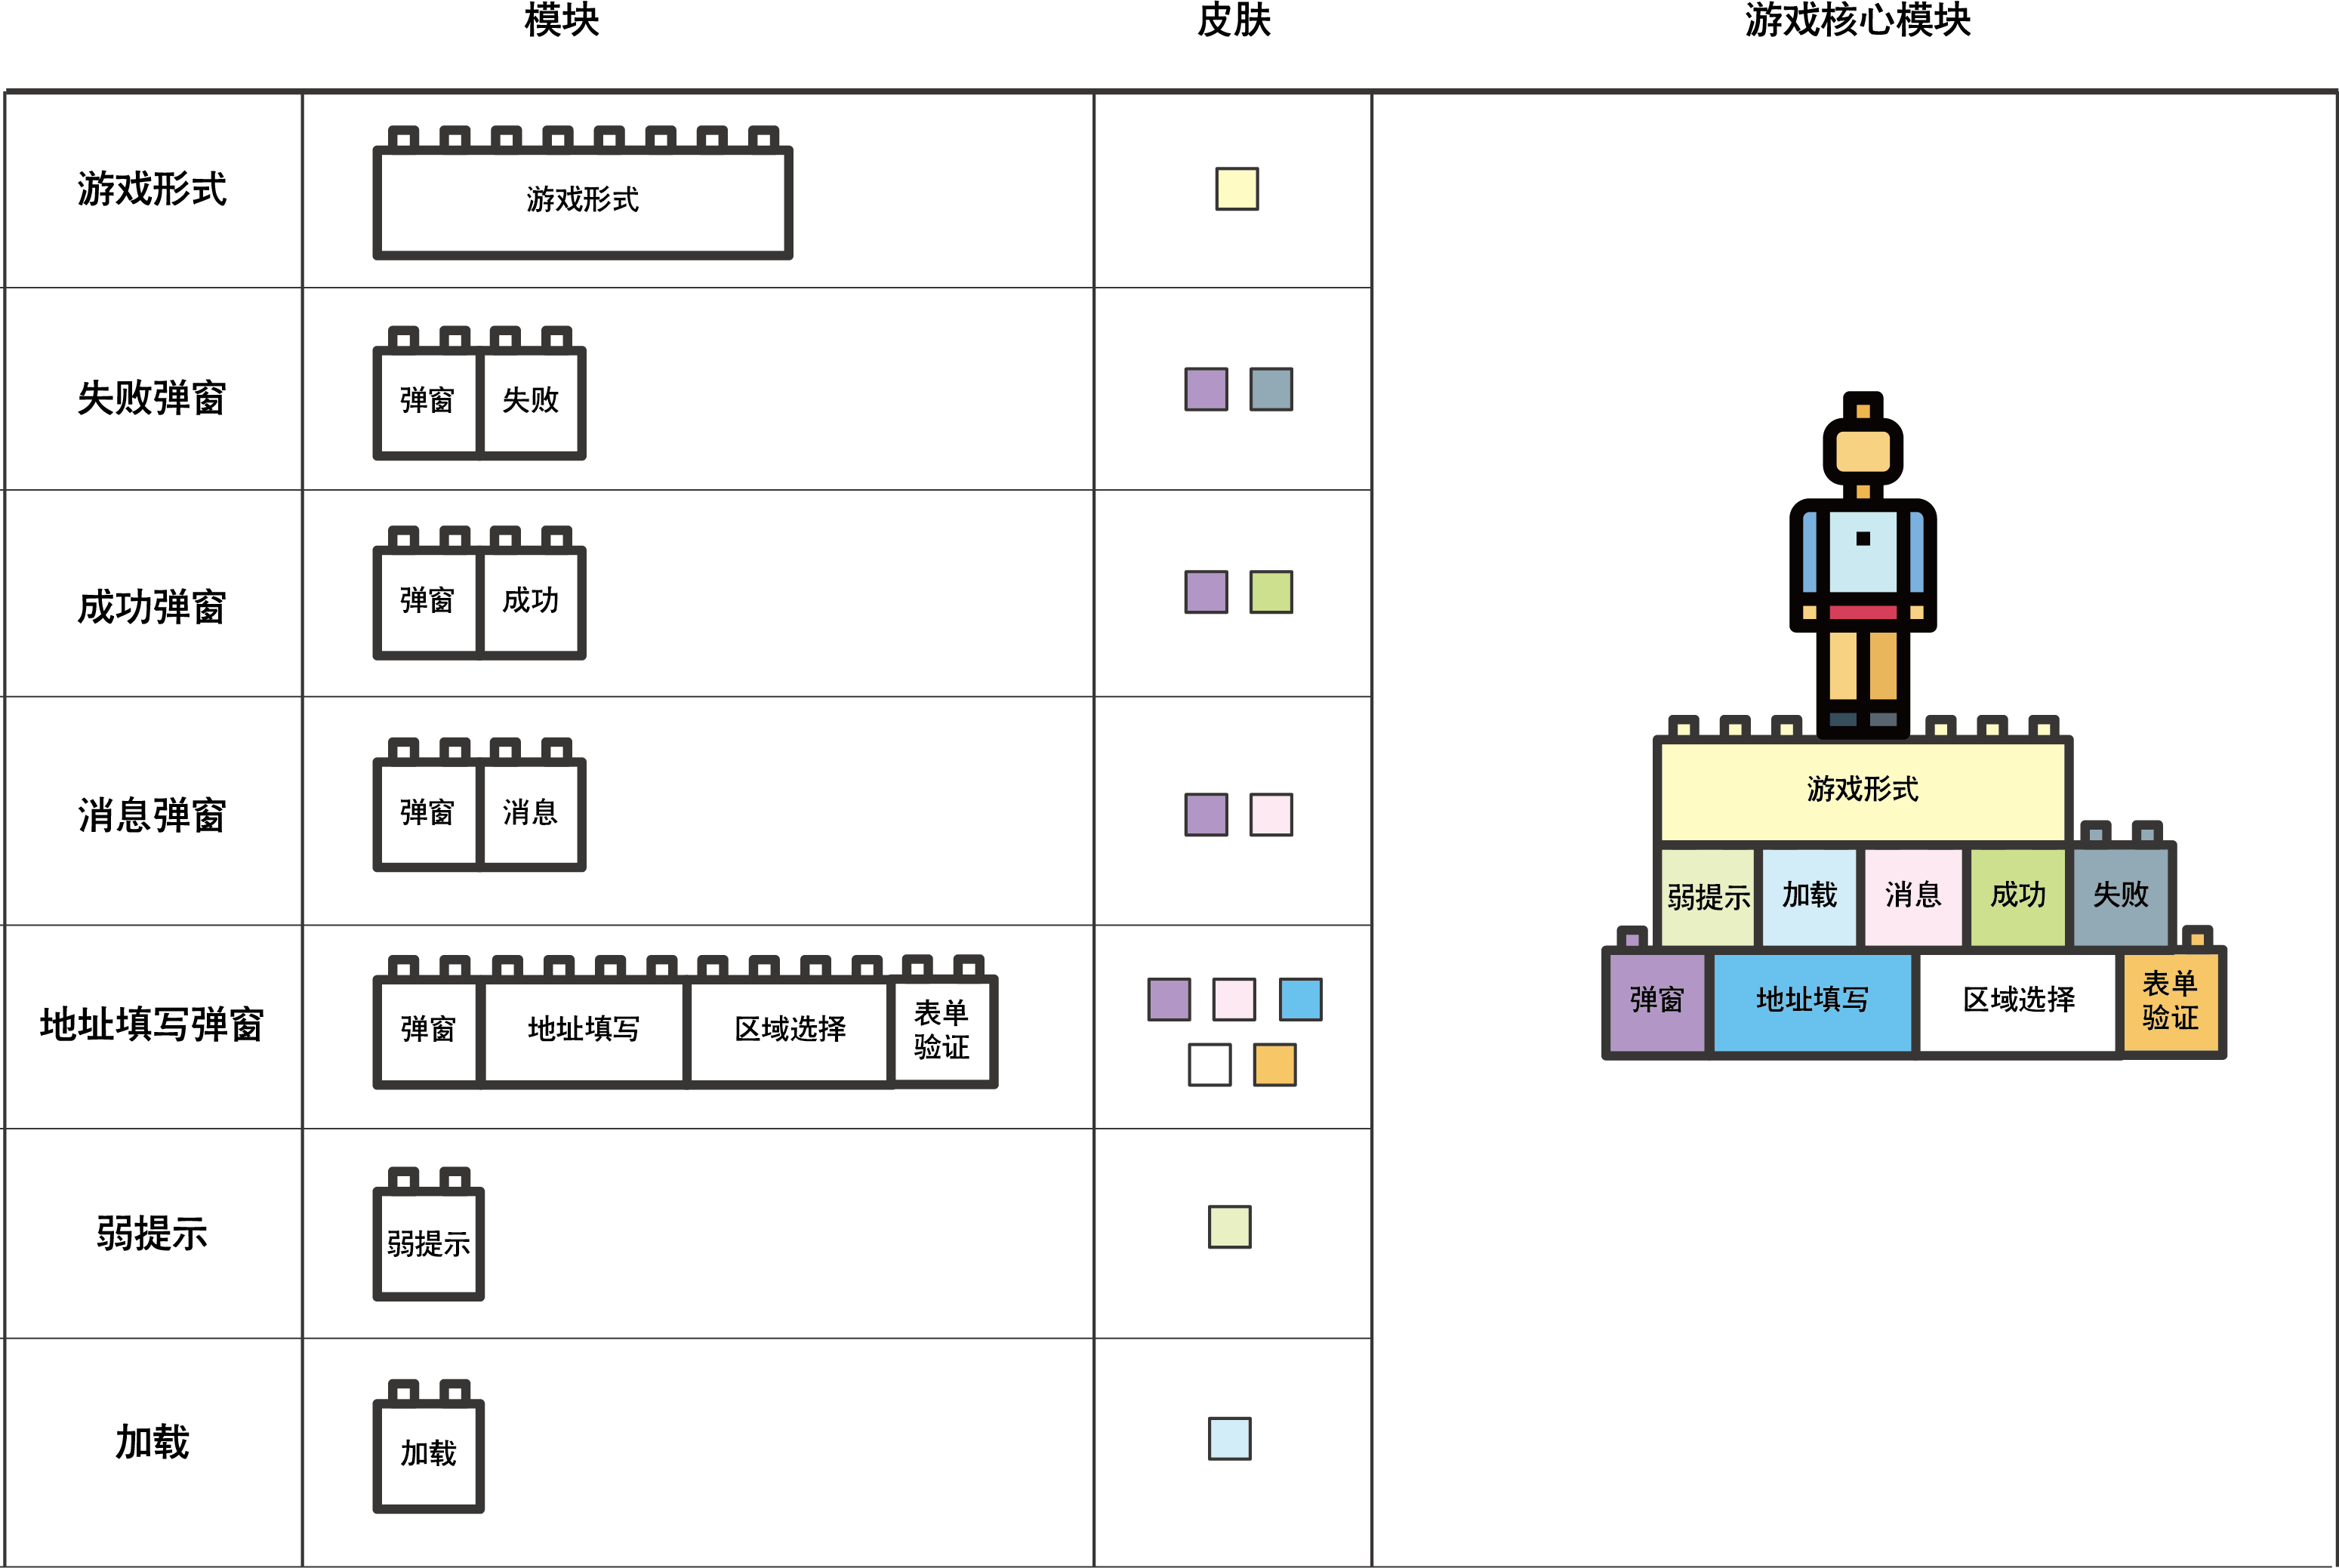 模块
皮肤
游戏核心模块
游戏形式
游戏形式
失败弹窗
弹窗
失败
成功弹窗
弹窗
成功
消息弹窗
弹窗
消息
地址填写弹窗
弹窗
地址填写
区域选择
表单
验证
弱提示
弱提示
加载
加载
游戏形式
弱提示
加载
消息
成功
失败
弹窗
地址填写
区域选择
表单
验证